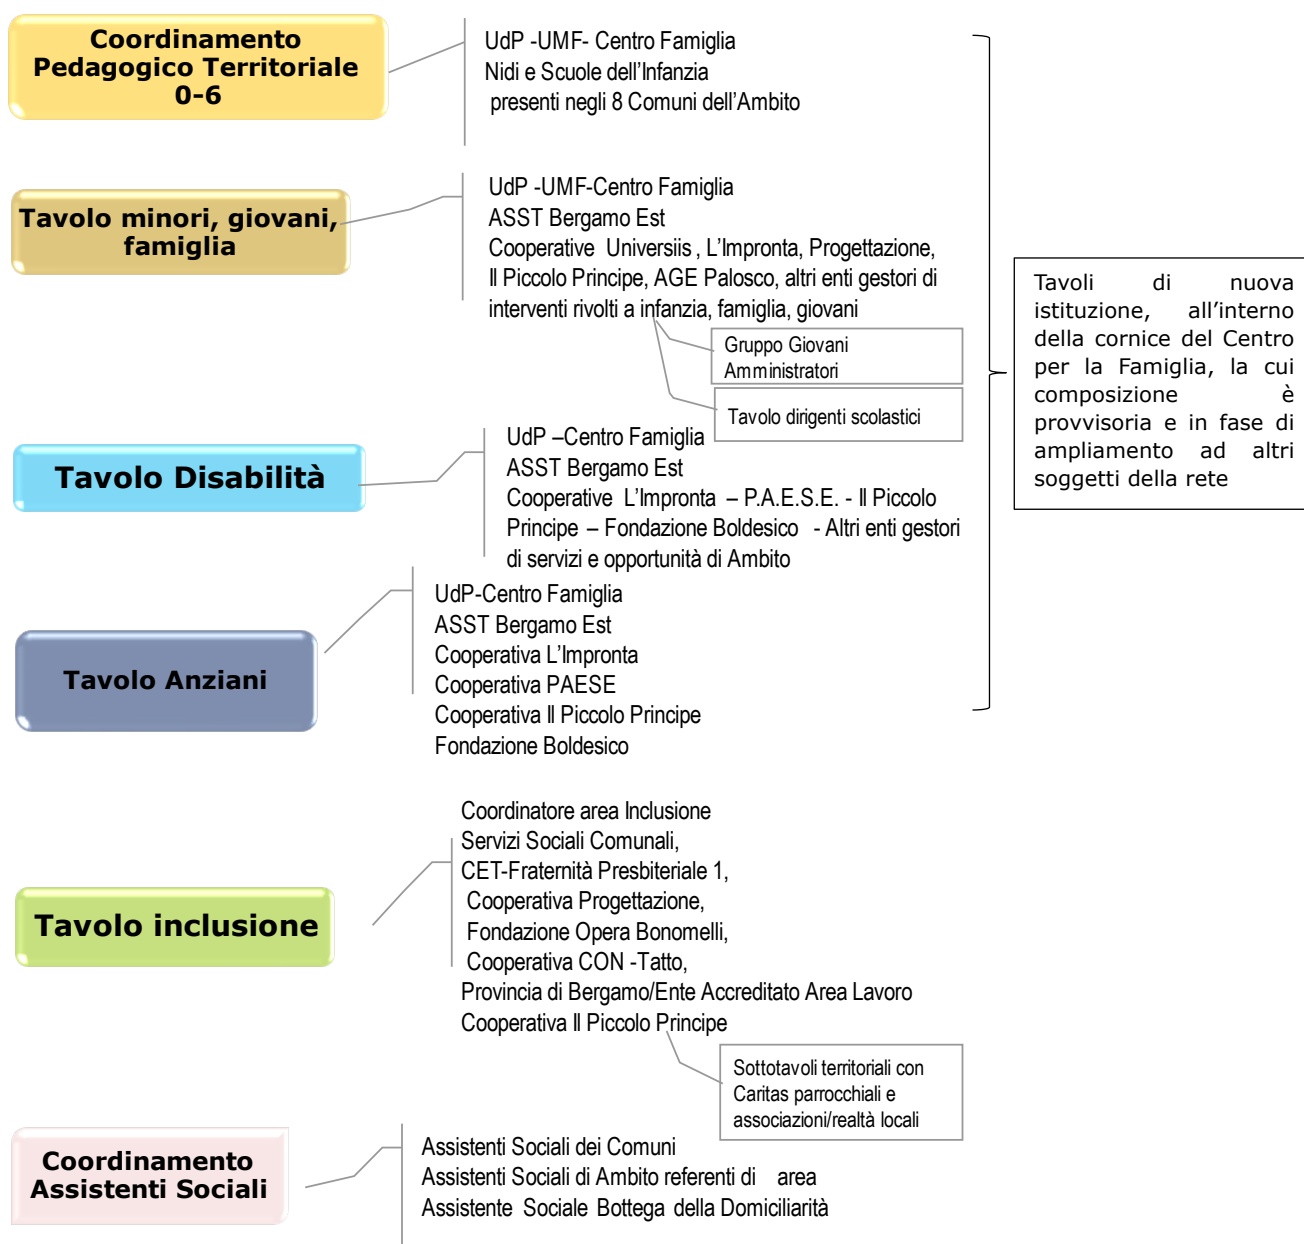 Coordinamento
Pedagogico Territoriale
0-6
UdP -UMF- Centro Famiglia
Nidi e Scuole dell’Infanzia
presenti negli 8 Comuni dell’Ambito
Tavolo minori, giovani,
famiglia
UdP -UMF-Centro Famiglia
ASST Bergamo Est
Cooperative Universiis , L’Impronta, Progettazione,
Il Piccolo Principe, AGE Palosco, altri enti gestori di
interventi rivolti a infanzia, famiglia, giovani
Gruppo Giovani
Amministratori
Tavolo dirigenti scolastici
Tavolo Disabilità
UdP –Centro Famiglia
ASST Bergamo Est
Cooperative L’Impronta – P.A.E.S.E. - Il Piccolo
Principe – Fondazione Boldesico - Altri enti gestori
di servizi e opportunità di Ambito
Tavolo Anziani
UdP-Centro Famiglia
ASST Bergamo Est
Cooperativa L’Impronta
Cooperativa PAESE
Cooperativa Il Piccolo Principe
Fondazione Boldesico
Tavoli di nuova
istituzione, all’interno
della cornice del Centro
per la Famiglia, la cui
composizione è
provvisoria e in fase di
ampliamento ad altri
soggetti della rete
Tavolo inclusione
Coordinatore area Inclusione
Servizi Sociali Comunali,
CET-Fraternità Presbiteriale 1,
Cooperativa Progettazione,
Fondazione Opera Bonomelli,
Cooperativa CON -Tatto,
Provincia di Bergamo/Ente Accreditato Area Lavoro
Cooperativa Il Piccolo Principe
Sottotavoli territoriali con
Caritas parrocchiali e
associazioni/realtà locali
Coordinamento
Assistenti Sociali
Assistenti Sociali dei Comuni
Assistenti Sociali di Ambito referenti di area
Assistente Sociale Bottega della Domiciliarità